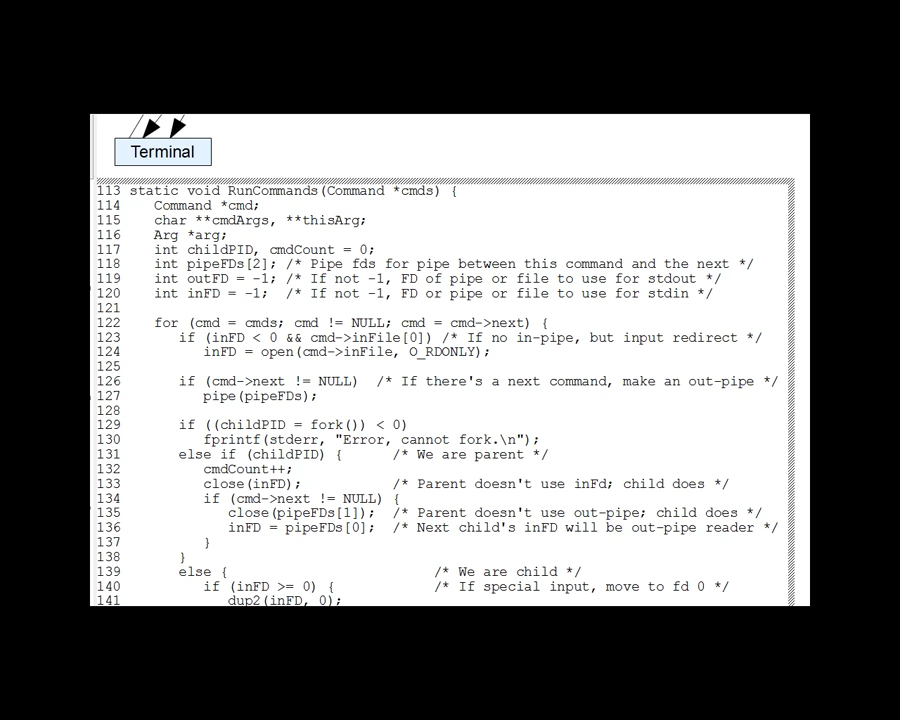 Terminal
113 static void RunCommands(Command *cmds) {
114    Command *cmd;
115    char **cmdArgs, **thisArg;
116    Arg *arg;
117    int childPID, cmdCount = 0;
118    int pipeFDs[2]; /* Pipe fds for pipe between this command and the next */
119    int outFD = -1; /* If not -1, FD of pipe or file to use for stdout */
120    int inFD = -1;  /* If not -1, FD or pipe or file to use for stdin */
121
122    for (cmd = cmds; cmd != NULL; cmd = cmd->next) {
123       if (inFD < 0 && cmd->inFile[0]) /* If no in-pipe, but input redirect */
124          inFD = open(cmd->inFile, O_RDONLY);
125
126       if (cmd->next != NULL)  /* If there's a next command, make an out-pipe */
127          pipe(pipeFDs);
128
129       if ((childPID = fork()) < 0)
130          fprintf(stderr, "Error, cannot fork.\n");
131       else if (childPID) {      /* We are parent */
132          cmdCount++;
133          close(inFD);           /* Parent doesn't use inFd; child does */
134          if (cmd->next != NULL) {
135             close(pipeFDs[1]);  /* Parent doesn't use out-pipe; child does */
136             inFD = pipeFDs[0];  /* Next child's inFD will be out-pipe reader */
137          }
138       }
139       else {                         /* We are child */
140          if (inFD >= 0) {            /* If special input, move to fd 0 */
141             dup2(inFD, 0);